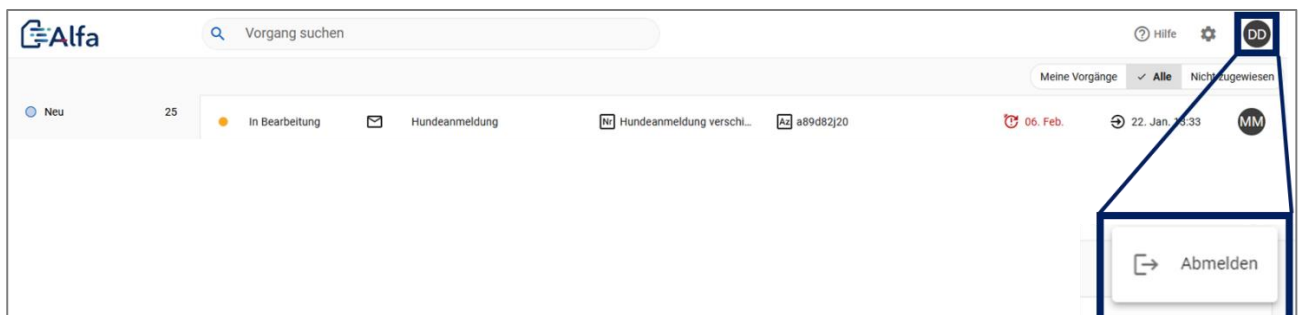 Alfa
Vorgang suchen
Hilfe
DD
Meine Vorgänge Alle Nicht zugewiesen
Neu 25
In Bearbeitung Hundeanmeldung Nr Hundeanmeldung verschi... Az a89d82j20 06. Feb. 22. Jan. 13:33 MM
Abmelden